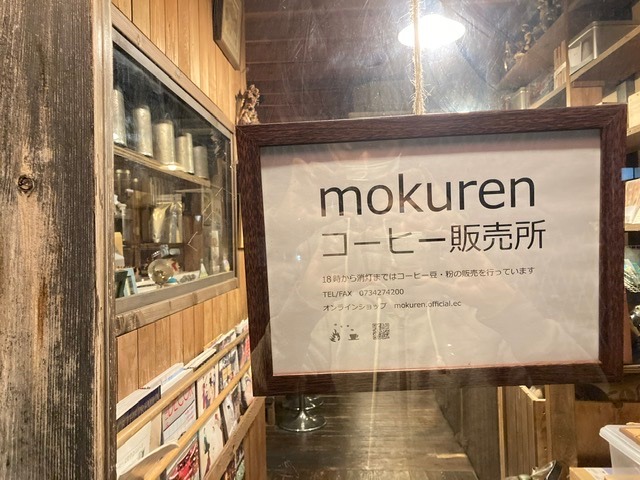 mokuren
コーヒー販売所
18時から消灯まではコーヒー豆・粉の販売を行っています
TEL/FAX 0734274200
オンラインショップ mokuren.official.ec